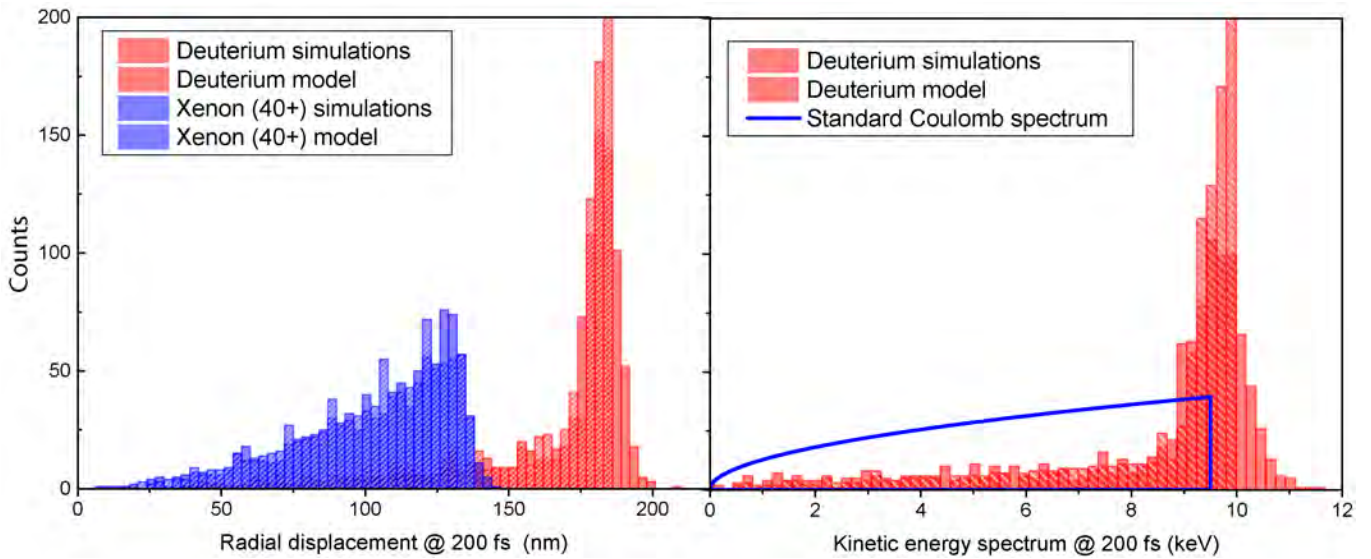 200
150
100
50
0
Counts
Deuterium simulations
Deuterium model
Xenon (40+) simulations
Xenon (40+) model
0 50 100 150 200
Radial displacement @ 200 fs (nm)
Deuterium simulations
Deuterium model
Standard Coulomb spectrum
0 2 4 6 8 10 12
Kinetic energy spectrum @ 200 fs (keV)